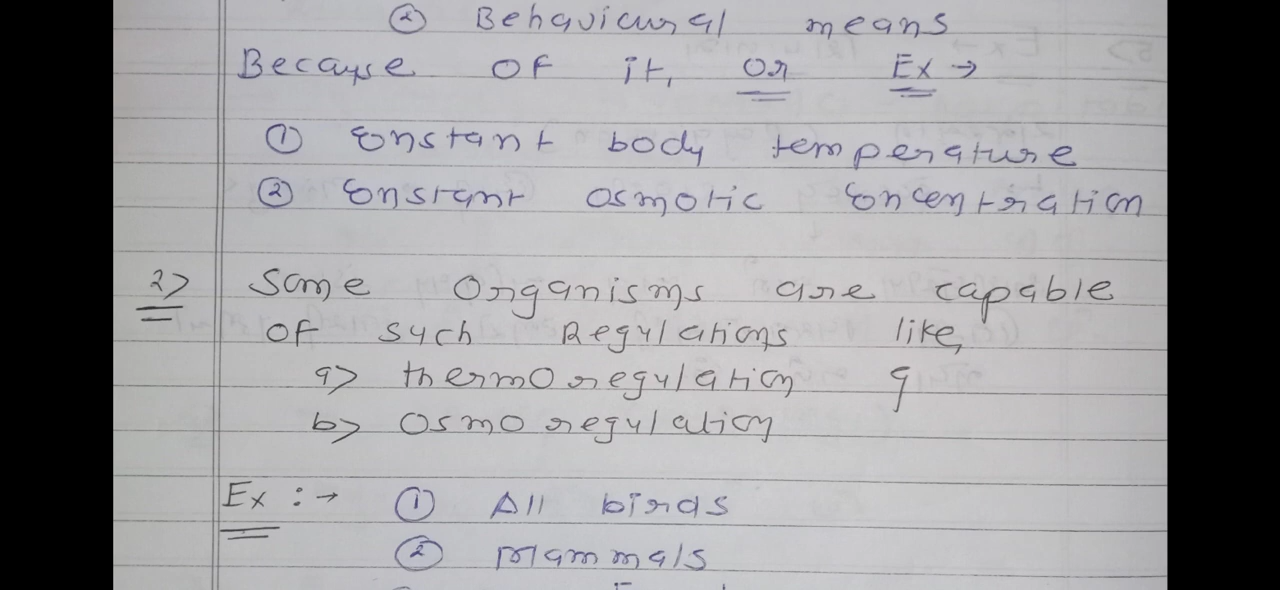 ② Behavioural means
Because of it, or Ex →
① Constant body temperature
② Constant osmotic concentration
2> Some organisms are capable
of such Regulations like,
a> thermoregulation &
b> Osmoregulation
Ex :→ ① All birds
② Mammals